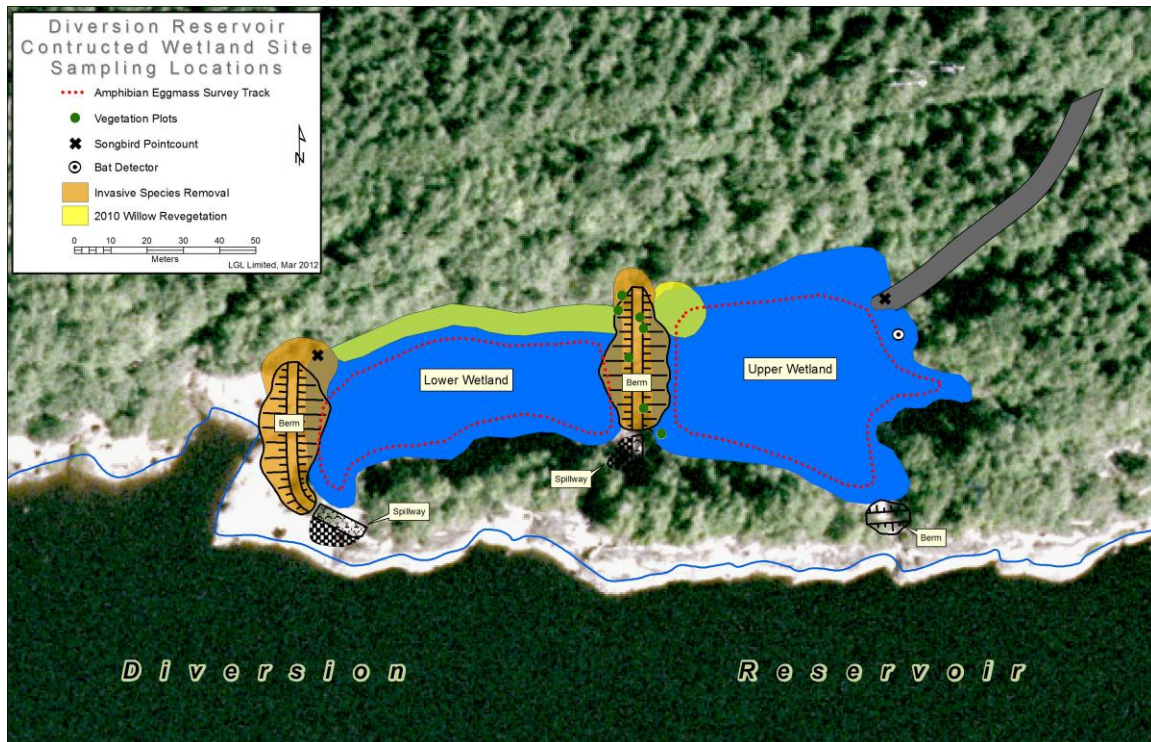 Diversion Reservoir
Contructed Wetland Site
Sampling Locations
Amphibian Eggmass Survey Track
Vegetation Plots
Songbird Pointcount
Bat Detector
Invasive Species Removal
2010 Willow Revegetation
0 10 20 30 40 50
Meters
LGL Limited, Mar 2012
N
Lower Wetland
Berm
Upper Wetland
Berm
Spillway
Spillway
Berm
Diversion Reservoir